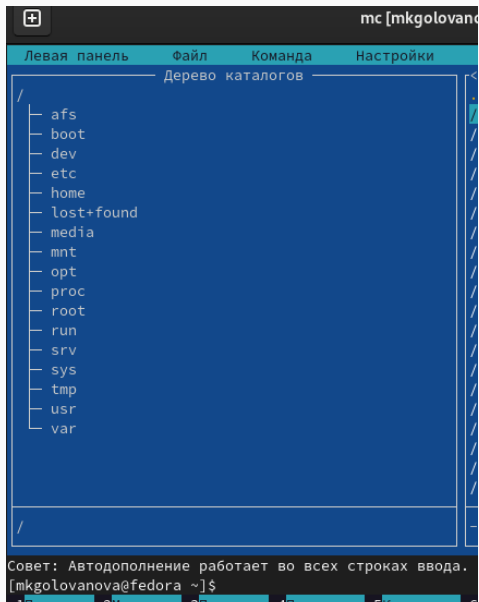 mc [mkgolovano
Левая панель Файл Команда Настройки
Дерево каталогов
/
afs
boot
dev
etc
home
lost+found
media
mnt
opt
proc
root
run
srv
sys
tmp
usr
var
/
Совет: Автодополнение работает во всех строках ввода.
[mkgolovanova@fedora ~]$